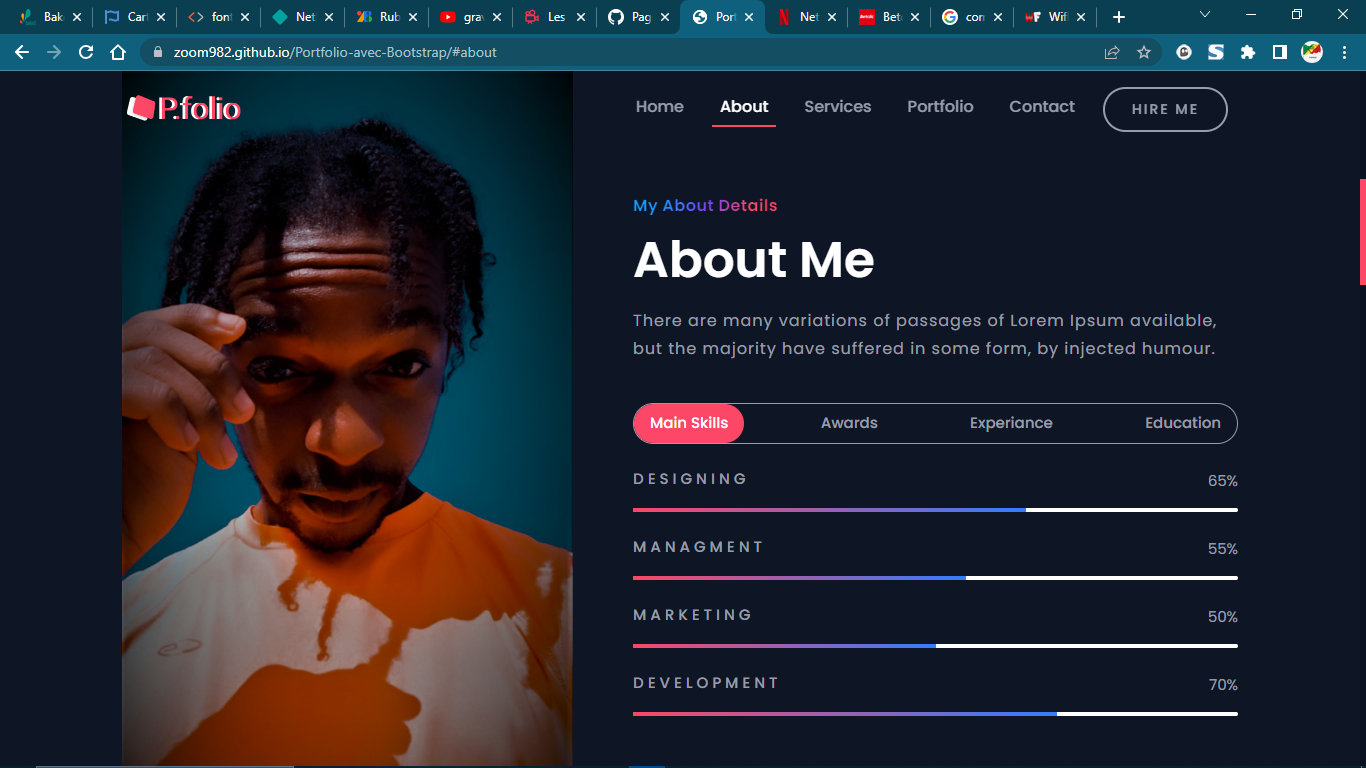 Bak
Cart
font
Net
Rub
grav
Les
Pag
Port
Net
Bet
con
Wifi
zoom982.github.io/Portfolio-avec-Bootstrap/#about
P.folio
Home
About
Services
Portfolio
Contact
HIRE ME
My About Details
About Me
There are many variations of passages of Lorem Ipsum available,
but the majority have suffered in some form, by injected humour.
Main Skills
Awards
Experiance
Education
DESIGNING
65%
MANAGMENT
55%
MARKETING
50%
DEVELOPMENT
70%